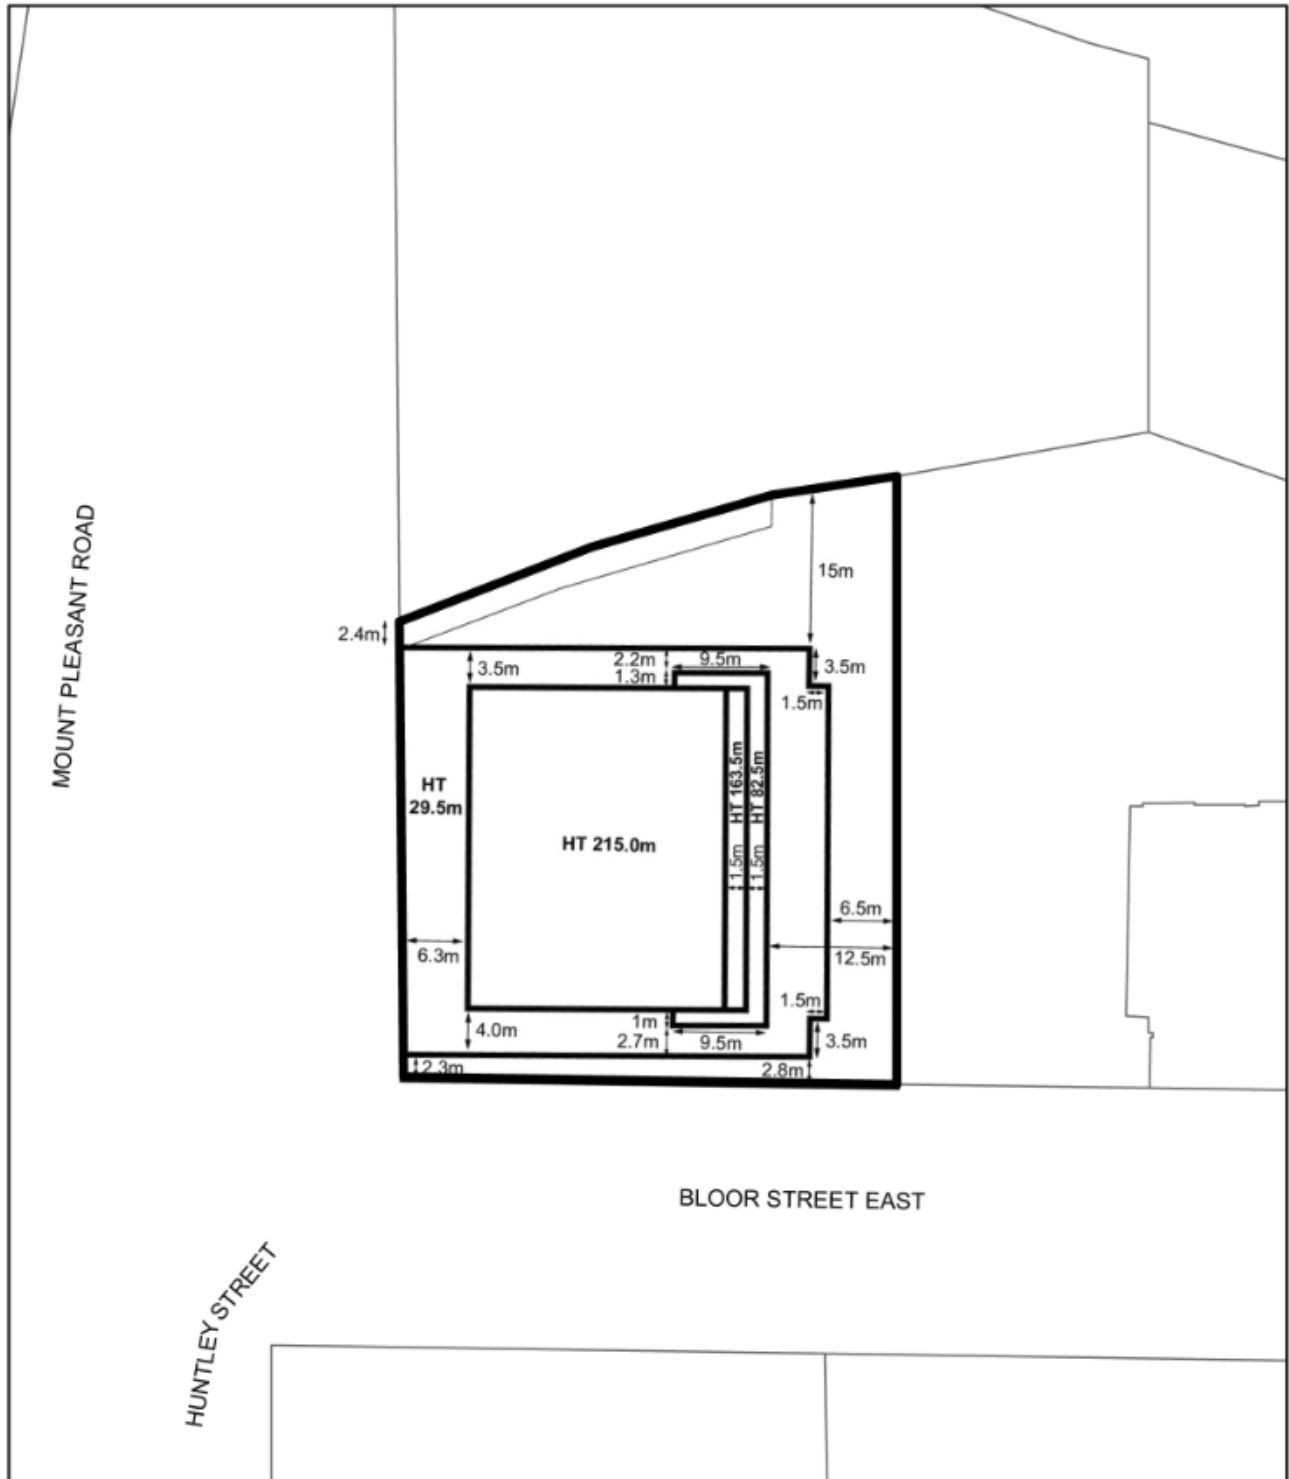 MOUNT PLEASANT ROAD
15m
2.4m
3.5m
2.2m
9.5m
3.5m
1.3m
1.5m
HT
29.5m
HT 215.0m
HT 163.5m
HT 82.5m
1.5m
1.5m
6.5m
6.3m
12.5m
1.5m
4.0m
1m
2.7m
9.5m
3.5m
2.3m
2.8m
BLOOR STREET EAST
HUNTLEY STREET